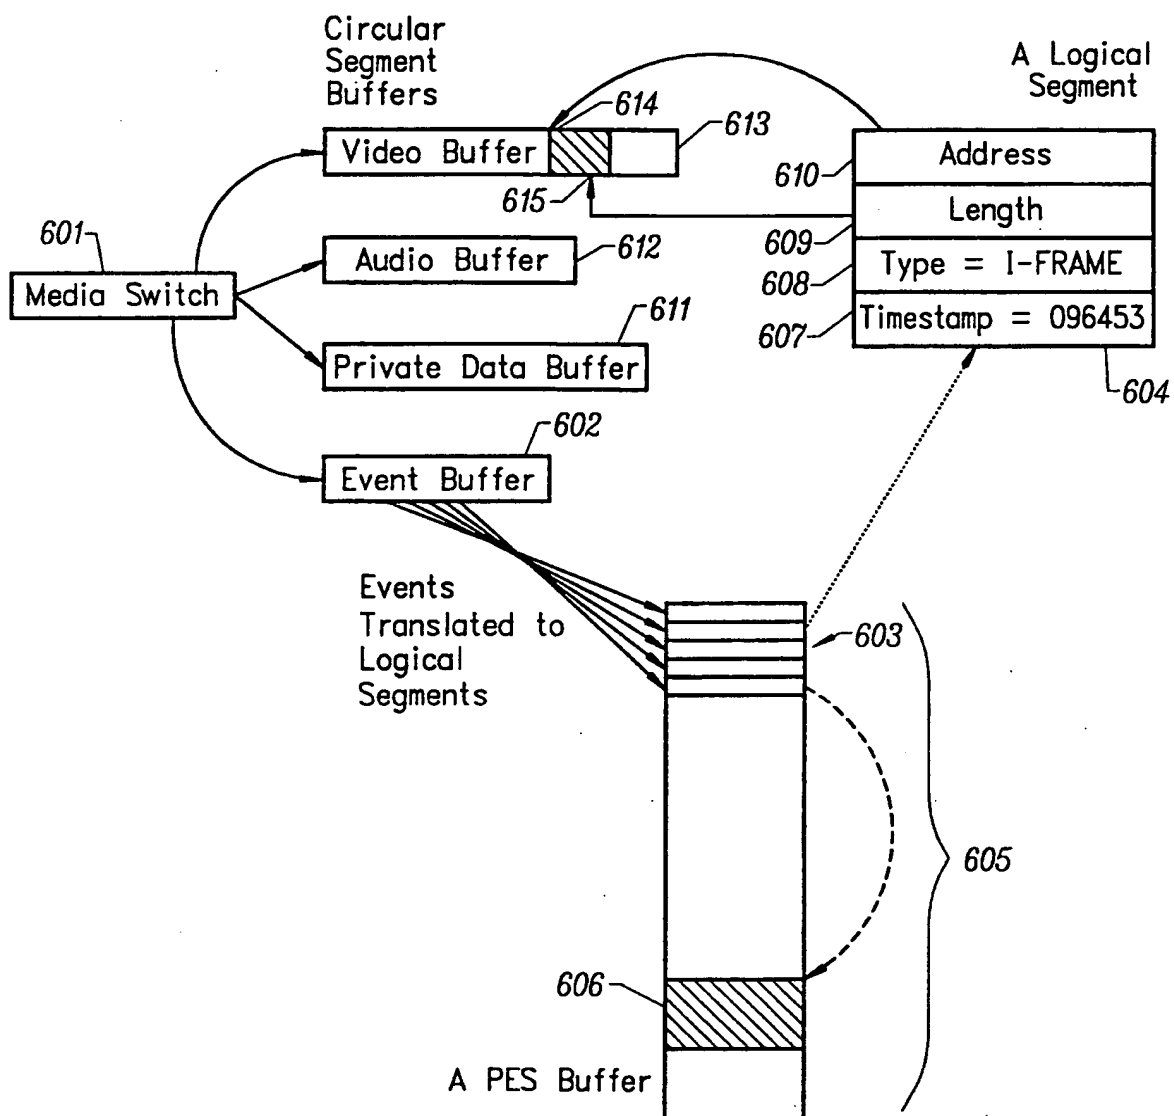 Circular
Segment
Buffers
A Logical
Segment
614
613
Video Buffer
610
Address
615
Length
609
601
612
Audio Buffer
Type = I-FRAME
608
Media Switch
611
607
Timestamp = 096453
Private Data Buffer
604
602
Event Buffer
Events
Translated to
Logical
Segments
603
605
606
A PES Buffer